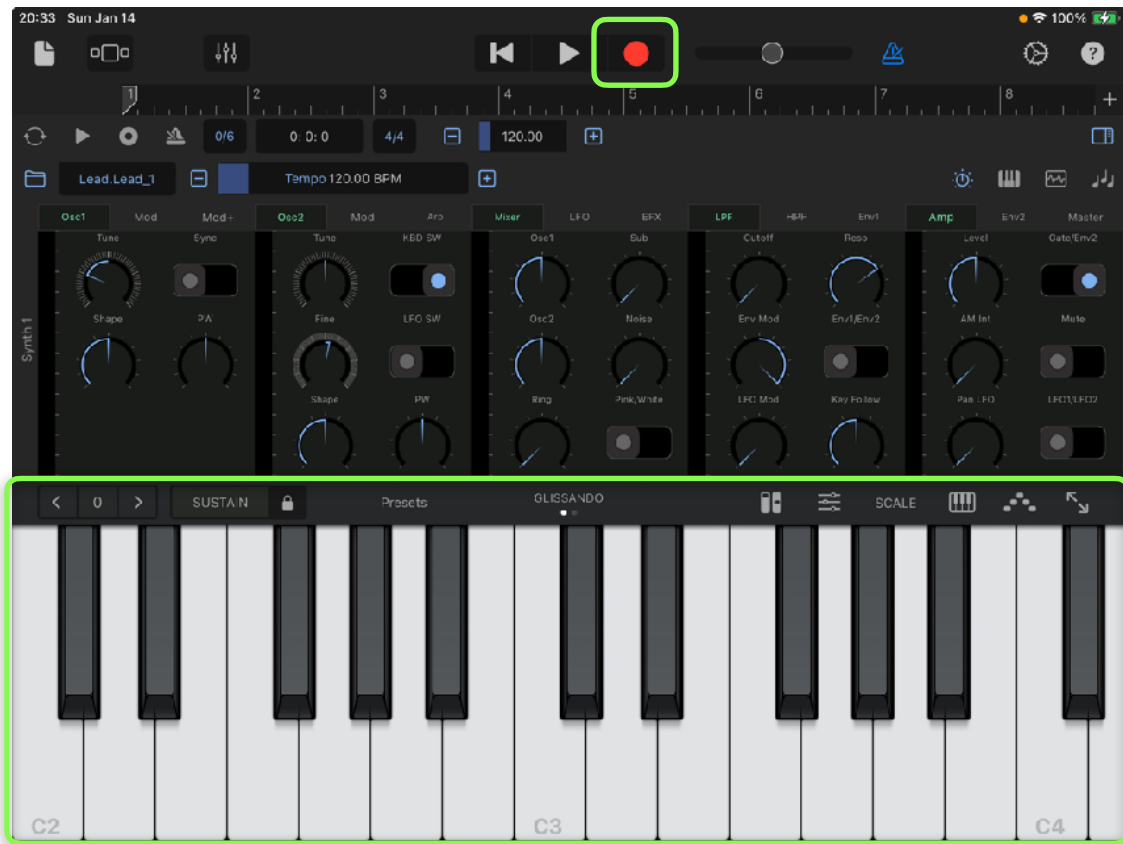 20:33 Sun Jan 14
100%
?
1 2 3 4 5 6 7 8 +
0/6 0: 0: 0 4/4 120.00
Lead.Lead_1 Tempo 120.00 BPM
Osc1 Mod Mod+ Osc2 Mod Arp Mixer LFO EFX LPF HPF Env1 Amp Env2 Master
Tune Sync Tune KBD SW Osc1 Sub Cutoff Reso Level Gate/Env2
Shape PW Fine LFO SW Osc2 Noise Env Mod Env1/Env2 AM Int Mute
Synth 1
Shape PW Ring Pink/White LFO Mod Key Follow Pan LFO LFO1/LFO2
< 0 > SUSTAIN Presets GLISSANDO SCALE
C2 C3 C4